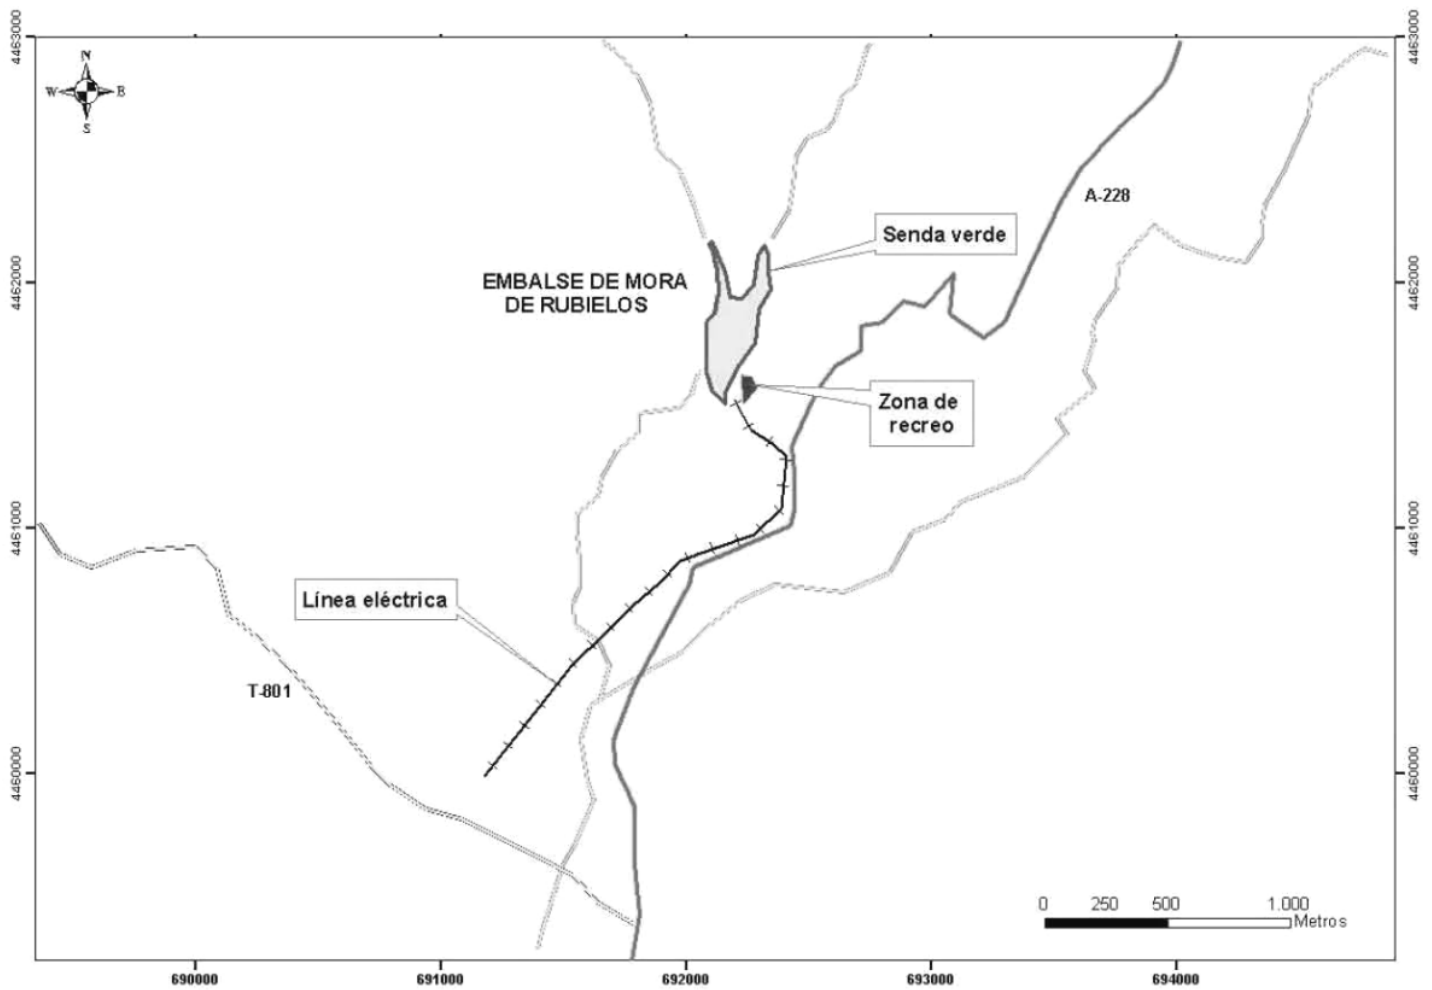 4463000
4463000
N
W
E
S
A-228
Senda verde
EMBALSE DE MORA
DE RUBIELOS
4462000
4462000
Zona de
recreo
4461000
4461000
Línea eléctrica
T-801
4460000
4460000
0 250 500 1.000
Metros
690000 691000 692000 693000 694000